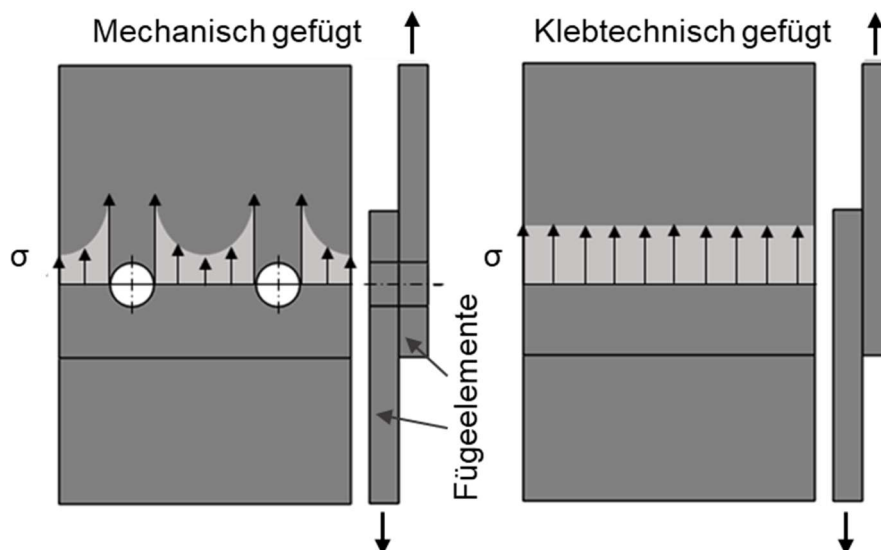 Mechanisch gefügt
Klebtechnisch gefügt
σ
σ
Fügeelemente